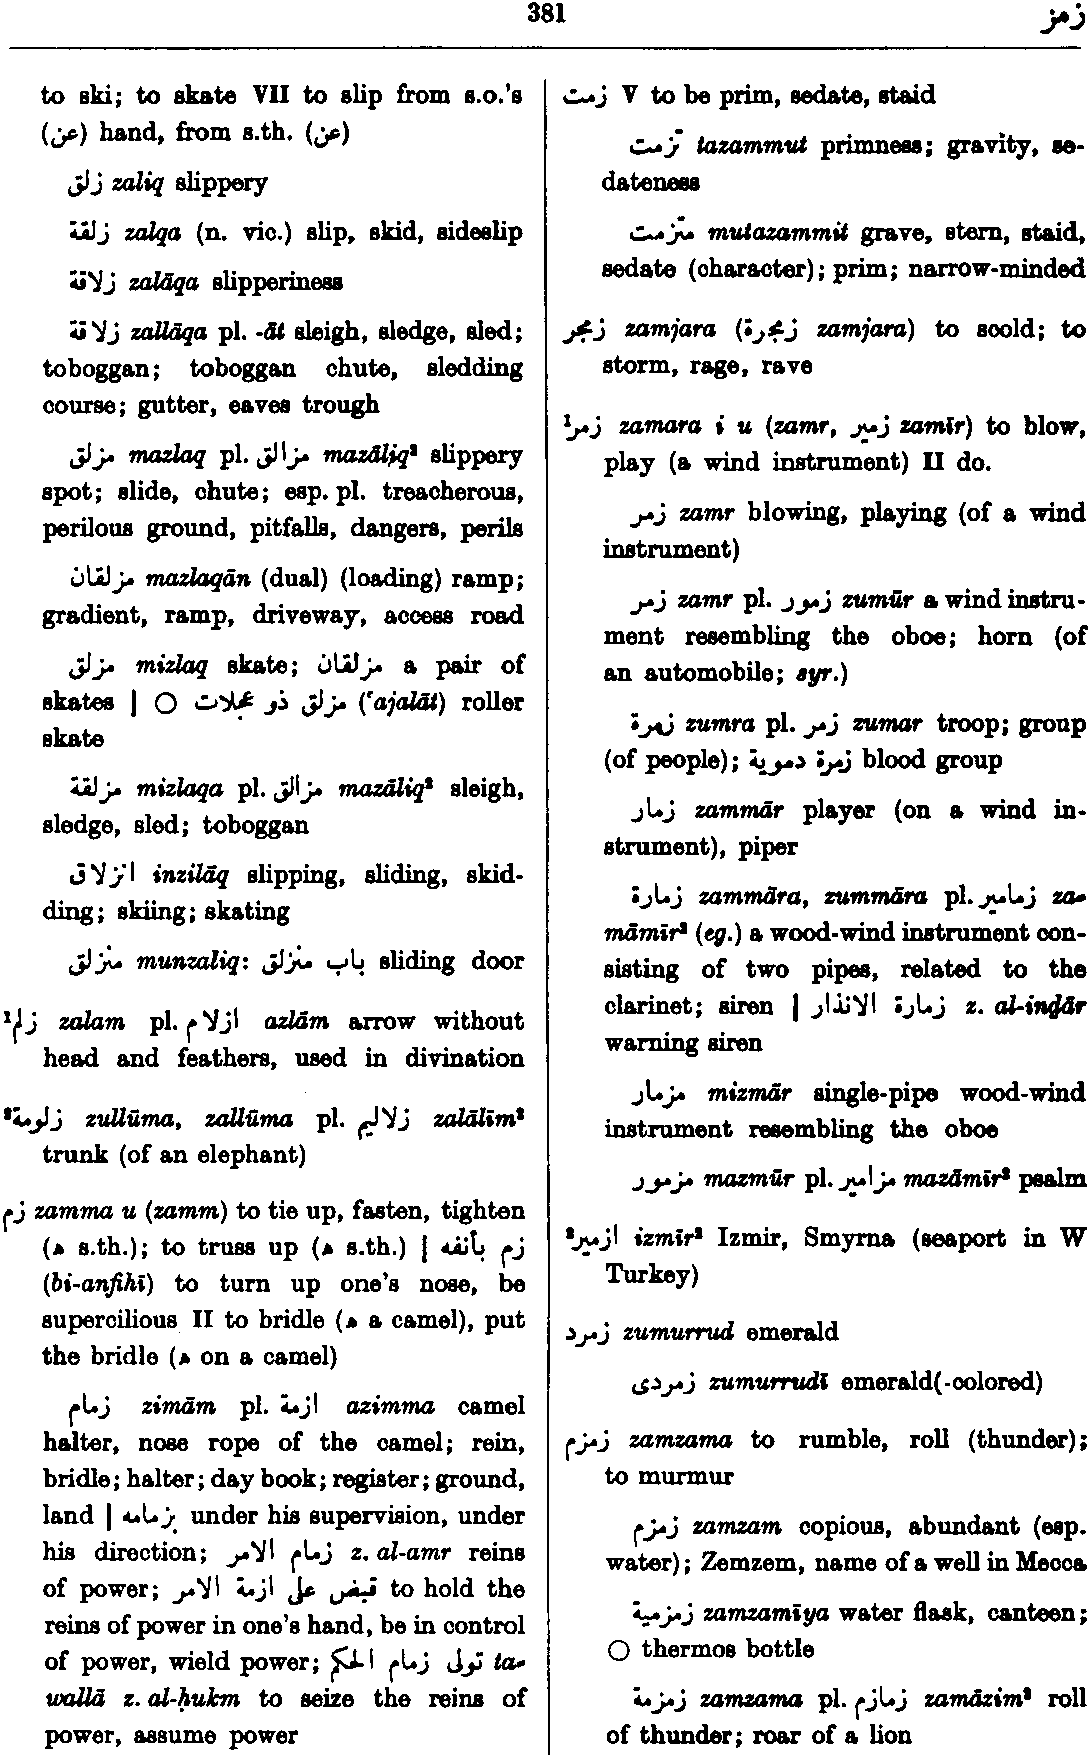 381
زمز
to ski; to skate VII to slip from s.o.'s
(عن) hand, from s.th. (عن)
زلق zaliq slippery
زلقة zalqa (n. vic.) slip, skid, sideslip
زلاقة zalāqa slipperiness
زلاقة zallāqa pl. -āt sleigh, sledge, sled;
toboggan; toboggan chute, sledding
course; gutter, eaves trough
مزلق mazlaq pl. مزالق mazāliq² slippery
spot; slide, chute; esp. pl. treacherous,
perilous ground, pitfalls, dangers, perils
مزلقان mazlaqān (dual) (loading) ramp;
gradient, ramp, driveway, access road
مزلق mizlaq skate; مزلقان a pair of
skates | ○ مزلق ذو عجلات (ʿajalāt) roller
skate
مزلقة mizlaqa pl. مزالق mazāliq² sleigh,
sledge, sled; toboggan
انزلاق inzilāq slipping, sliding, skid-
ding; skiing; skating
منزلق munzaliq: باب منزلق sliding door
¹زلم zalam pl. ازلام azlām arrow without
head and feathers, used in divination
²زلومة zullūma, zallūma pl. زلاليم zalālīm²
trunk (of an elephant)
زم zamma u (zamm) to tie up, fasten, tighten
(ه s.th.); to truss up (ه s.th.) | زم بأنفه
(bi-anfihī) to turn up one's nose, be
supercilious II to bridle (ه a camel), put
the bridle (ه on a camel)
زمام zimām pl. ازمة azimma camel
halter, nose rope of the camel; rein,
bridle; halter; day book; register; ground,
land | بزمامه under his supervision, under
his direction; زمام الامر z. al-amr reins
of power; قبض على ازمة الامر to hold the
reins of power in one's hand, be in control
of power, wield power; تولى زمام الحكم ta-
wallā z. al-ḥukm to seize the reins of
power, assume power
زمت V to be prim, sedate, staid
تزمت tazammut primness; gravity, se-
dateness
متزمت mutazammit grave, stern, staid,
sedate (character); prim; narrow-minded
زمجر zamjara (زمجرة zamjara) to scold; to
storm, rage, rave
¹زمر zamara i u (zamr, زمير zamīr) to blow,
play (a wind instrument) II do.
زمر zamr blowing, playing (of a wind
instrument)
زمر zamr pl. زمور zumūr a wind instru-
ment resembling the oboe; horn (of
an automobile; syr.)
زمرة zumra pl. زمر zumar troop; group
(of people); زمرة دموية blood group
زمار zammār player (on a wind in-
strument), piper
زمارة zammāra, zummāra pl. زمامير za-
māmīr² (eg.) a wood-wind instrument con-
sisting of two pipes, related to the
clarinet; siren | زمارة الانذار z. al-inḏār
warning siren
مزمار mizmār single-pipe wood-wind
instrument resembling the oboe
مزمور mazmūr pl. مزامير mazāmīr² psalm
²ازمير izmīr² Izmir, Smyrna (seaport in W
Turkey)
زمرد zumurrud emerald
زمردى zumurrudī emerald(-colored)
زمزم zamzama to rumble, roll (thunder);
to murmur
زمزم zamzam copious, abundant (esp.
water); Zemzem, name of a well in Mecca
زمزمية zamzamīya water flask, canteen;
○ thermos bottle
زمزمة zamzama pl. زمازم zamāzim² roll
of thunder; roar of a lion